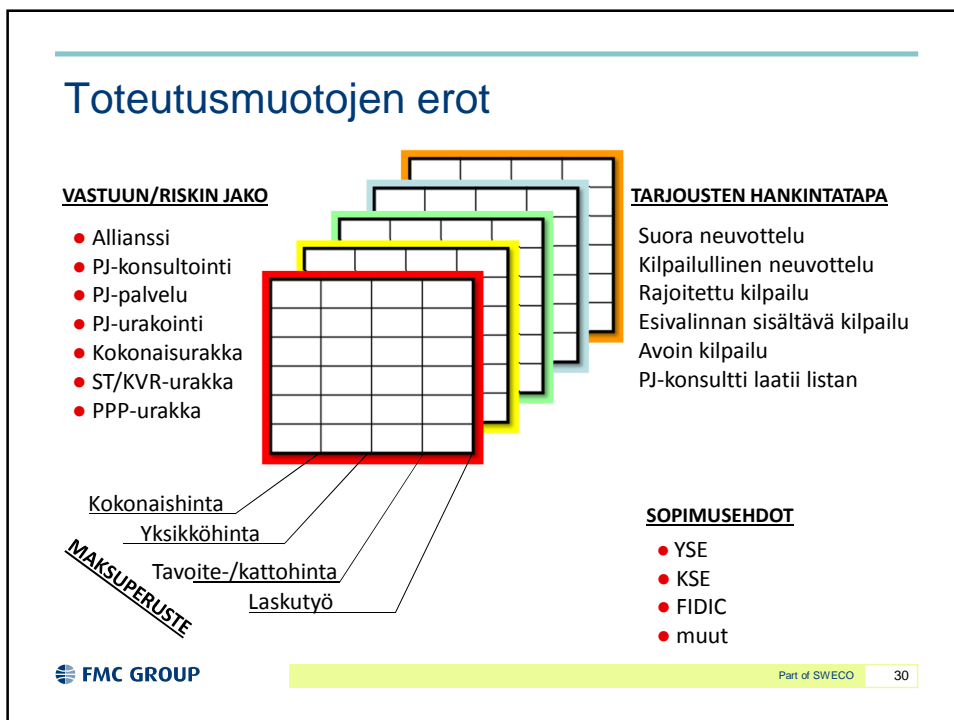 Toteutusmuotojen erot
VASTUUN/RISKIN JAKO
● Allianssi
● PJ-konsultointi
● PJ-palvelu
● PJ-urakointi
● Kokonaisurakka
● ST/KVR-urakka
● PPP-urakka
TARJOUSTEN HANKINTATAPA
Suora neuvottelu
Kilpailullinen neuvottelu
Rajoitettu kilpailu
Esivalinnan sisältävä kilpailu
Avoin kilpailu
PJ-konsultti laatii listan
Kokonaishinta
Yksikköhinta
Tavoite-/kattohinta
Laskutyö
MAKSUPERUSTE
SOPIMUSEHDOT
● YSE
● KSE
● FIDIC
● muut
FMC GROUP
Part of SWECO 30